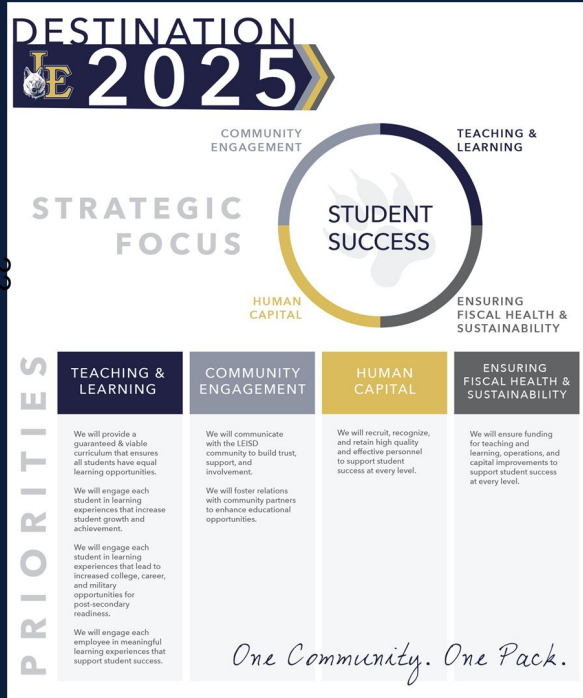 DESTINATION
LE 2025
COMMUNITY
ENGAGEMENT
TEACHING &
LEARNING
STRATEGIC
FOCUS
STUDENT
SUCCESS
HUMAN
CAPITAL
ENSURING
FISCAL HEALTH &
SUSTAINABILITY
PRIORITIES
TEACHING &
LEARNING
We will provide a
guaranteed & viable
curriculum that ensures
all students have equal
learning opportunities.
We will engage each
student in learning
experiences that increase
student growth and
achievement.
We will engage each
student in learning
experiences that lead to
increased college, career,
and military
opportunities for
post-secondary
readiness.
We will engage each
employee in meaningful
learning experiences that
support student success.
COMMUNITY
ENGAGEMENT
We will communicate
with the LEISD
community to build trust,
support, and
involvement.
We will foster relations
with community partners
to enhance educational
opportunities.
HUMAN
CAPITAL
We will recruit, recognize,
and retain high quality
and effective personnel
to support student
success at every level.
ENSURING
FISCAL HEALTH &
SUSTAINABILITY
We will ensure funding
for teaching and
learning, operations, and
capital improvements to
support student success
at every level.
One Community. One Pack.